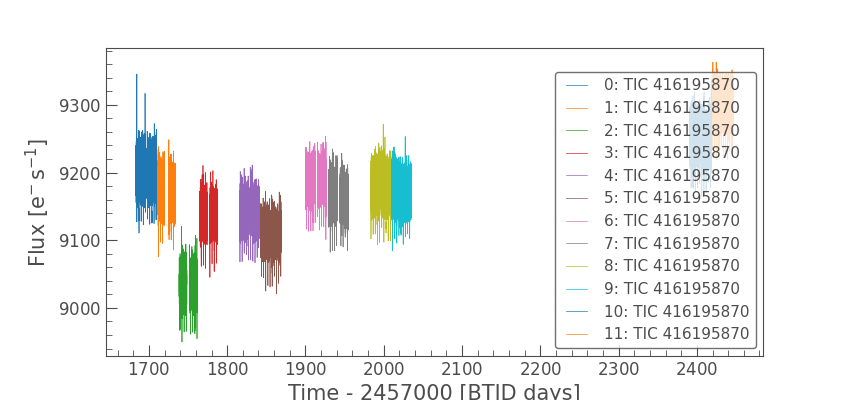 9300
9200
9100
9000
Flux [e⁻ s⁻¹]
1700 1800 1900 2000 2100 2200 2300 2400
Time - 2457000 [BTJD days]
0: TIC 416195870
1: TIC 416195870
2: TIC 416195870
3: TIC 416195870
4: TIC 416195870
5: TIC 416195870
6: TIC 416195870
7: TIC 416195870
8: TIC 416195870
9: TIC 416195870
10: TIC 416195870
11: TIC 416195870